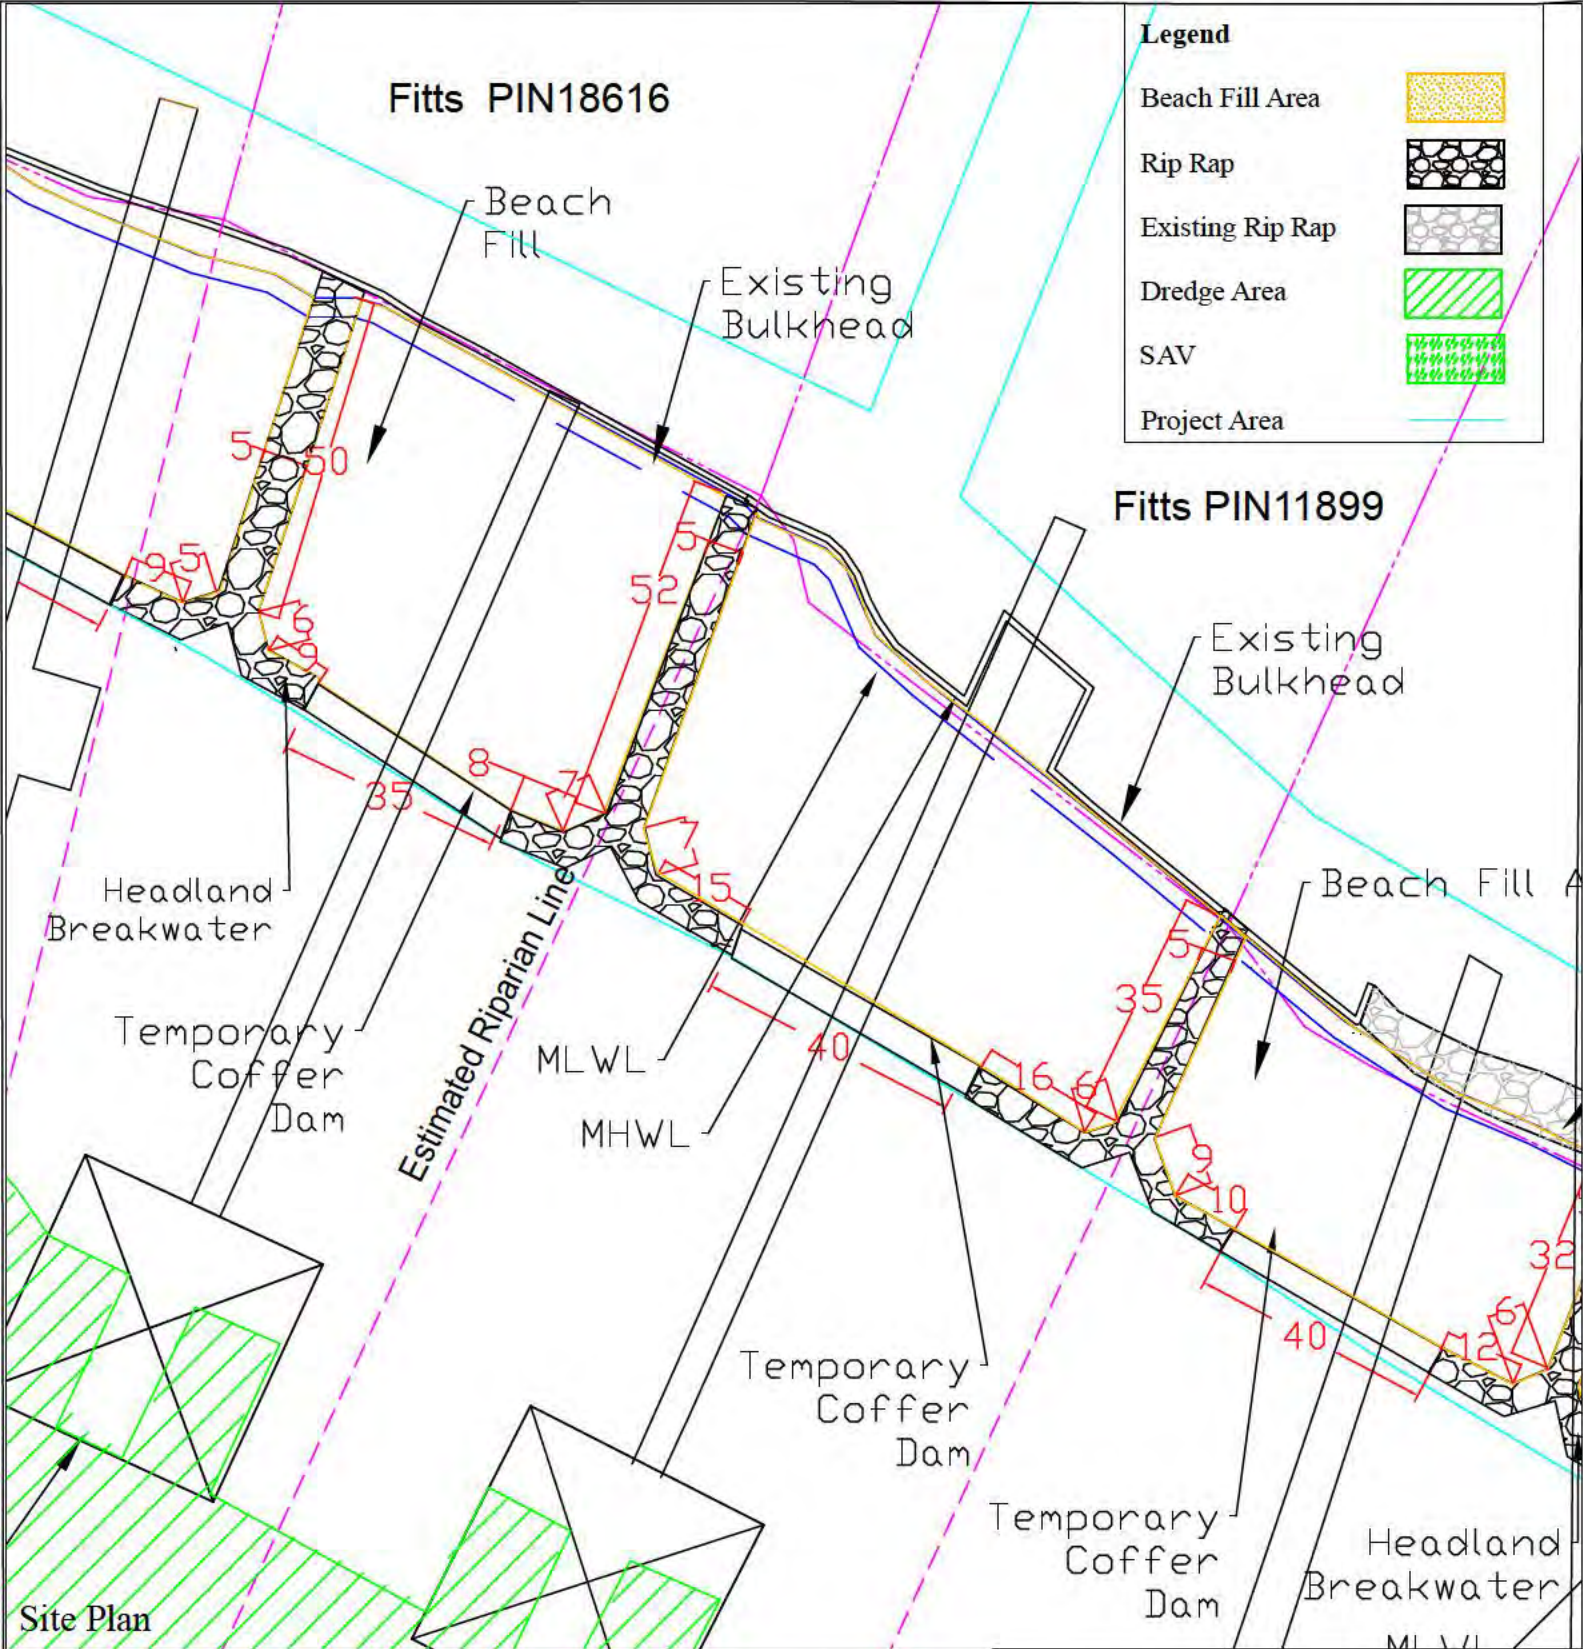 Legend
Beach Fill Area
Rip Rap
Existing Rip Rap
Dredge Area
SAV
Project Area
Fitts PIN18616
Beach
Fill
Existing
Bulkhead
Fitts PIN11899
5
50
9
5
6
9
5
52
8
7
35
7
15
Existing
Bulkhead
Headland
Breakwater
Beach Fill A
5
35
Temporary
Coffer
Dam
Estimated Riparian Line
MLWL
MHWL
40
16
6
9
10
32
6
12
40
Temporary
Coffer
Dam
Temporary
Coffer
Dam
Headland
Breakwater
MLWL
Site Plan